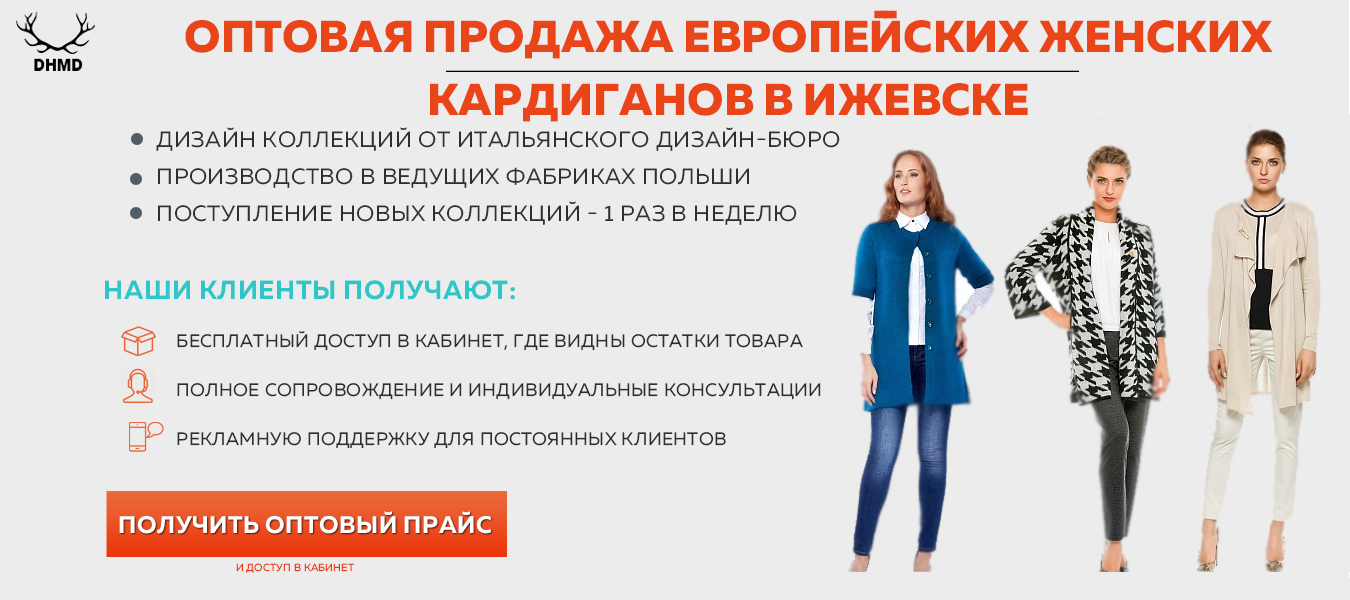 DHMD
ОПТОВАЯ ПРОДАЖА ЕВРОПЕЙСКИХ ЖЕНСКИХ
КАРДИГАНОВ В ИЖЕВСКЕ
ДИЗАЙН КОЛЛЕКЦИЙ ОТ ИТАЛЬЯНСКОГО ДИЗАЙН-БЮРО
ПРОИЗВОДСТВО В ВЕДУЩИХ ФАБРИКАХ ПОЛЬШИ
ПОСТУПЛЕНИЕ НОВЫХ КОЛЛЕКЦИЙ - 1 РАЗ В НЕДЕЛЮ
НАШИ КЛИЕНТЫ ПОЛУЧАЮТ:
БЕСПЛАТНЫЙ ДОСТУП В КАБИНЕТ, ГДЕ ВИДНЫ ОСТАТКИ ТОВАРА
ПОЛНОЕ СОПРОВОЖДЕНИЕ И ИНДИВИДУАЛЬНЫЕ КОНСУЛЬТАЦИИ
РЕКЛАМНУЮ ПОДДЕРЖКУ ДЛЯ ПОСТОЯННЫХ КЛИЕНТОВ
ПОЛУЧИТЬ ОПТОВЫЙ ПРАЙС
И ДОСТУП В КАБИНЕТ